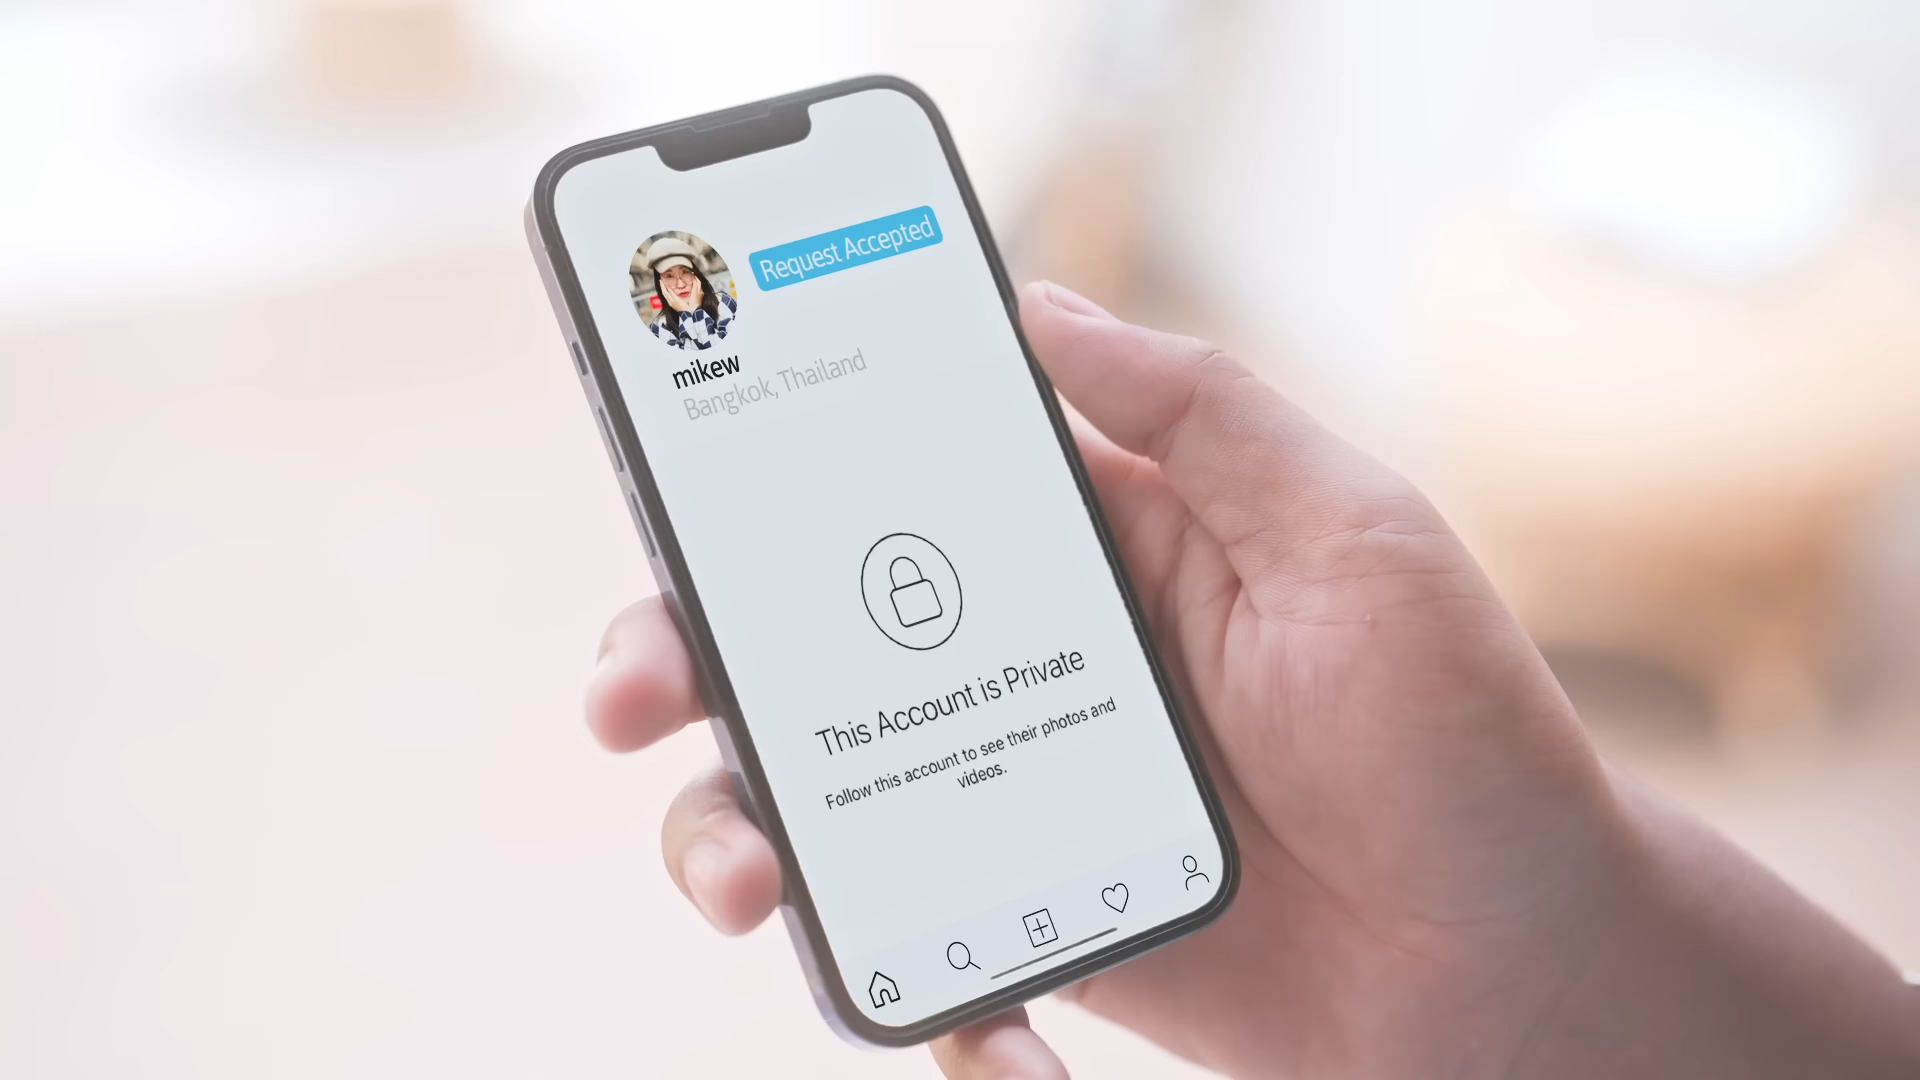 Request Accepted
mikew
Bangkok, Thailand
This Account is Private
Follow this account to see their photos and
videos.